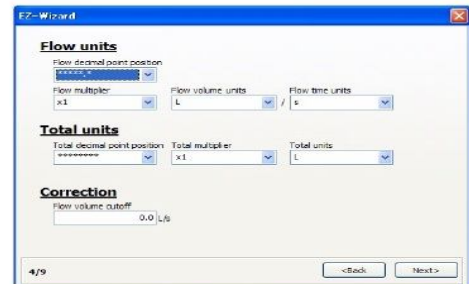 EZ-Wizard
Flow units
Flow decimal point position
*****.*
Flow multiplier Flow volume units Flow time units
x1 L / s
Total units
Total decimal point position Total multiplier Total units
******** x1 L
Correction
Flow volume cutoff
0.0 L/s
4/9 <Back Next>